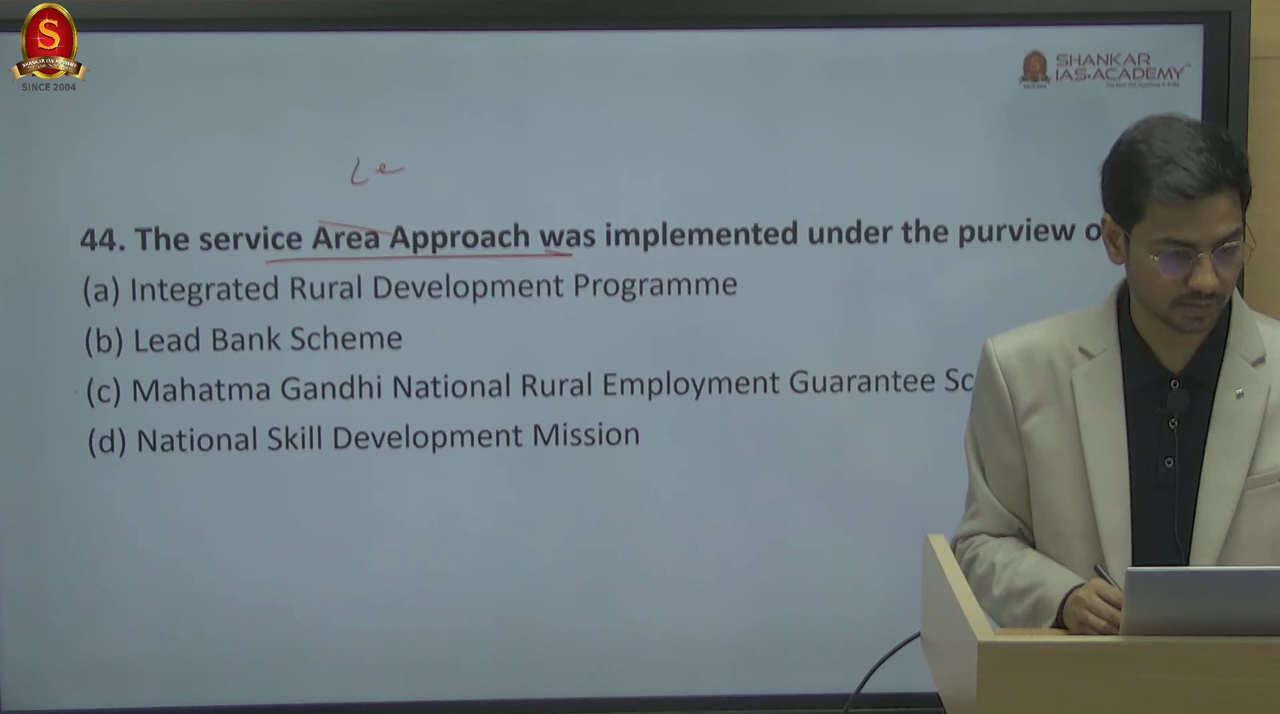 S
SINCE 2004
SHANKAR
IAS ACADEMY
Le
44. The service Area Approach was implemented under the purview o
(a) Integrated Rural Development Programme
(b) Lead Bank Scheme
(c) Mahatma Gandhi National Rural Employment Guarantee Sc
(d) National Skill Development Mission